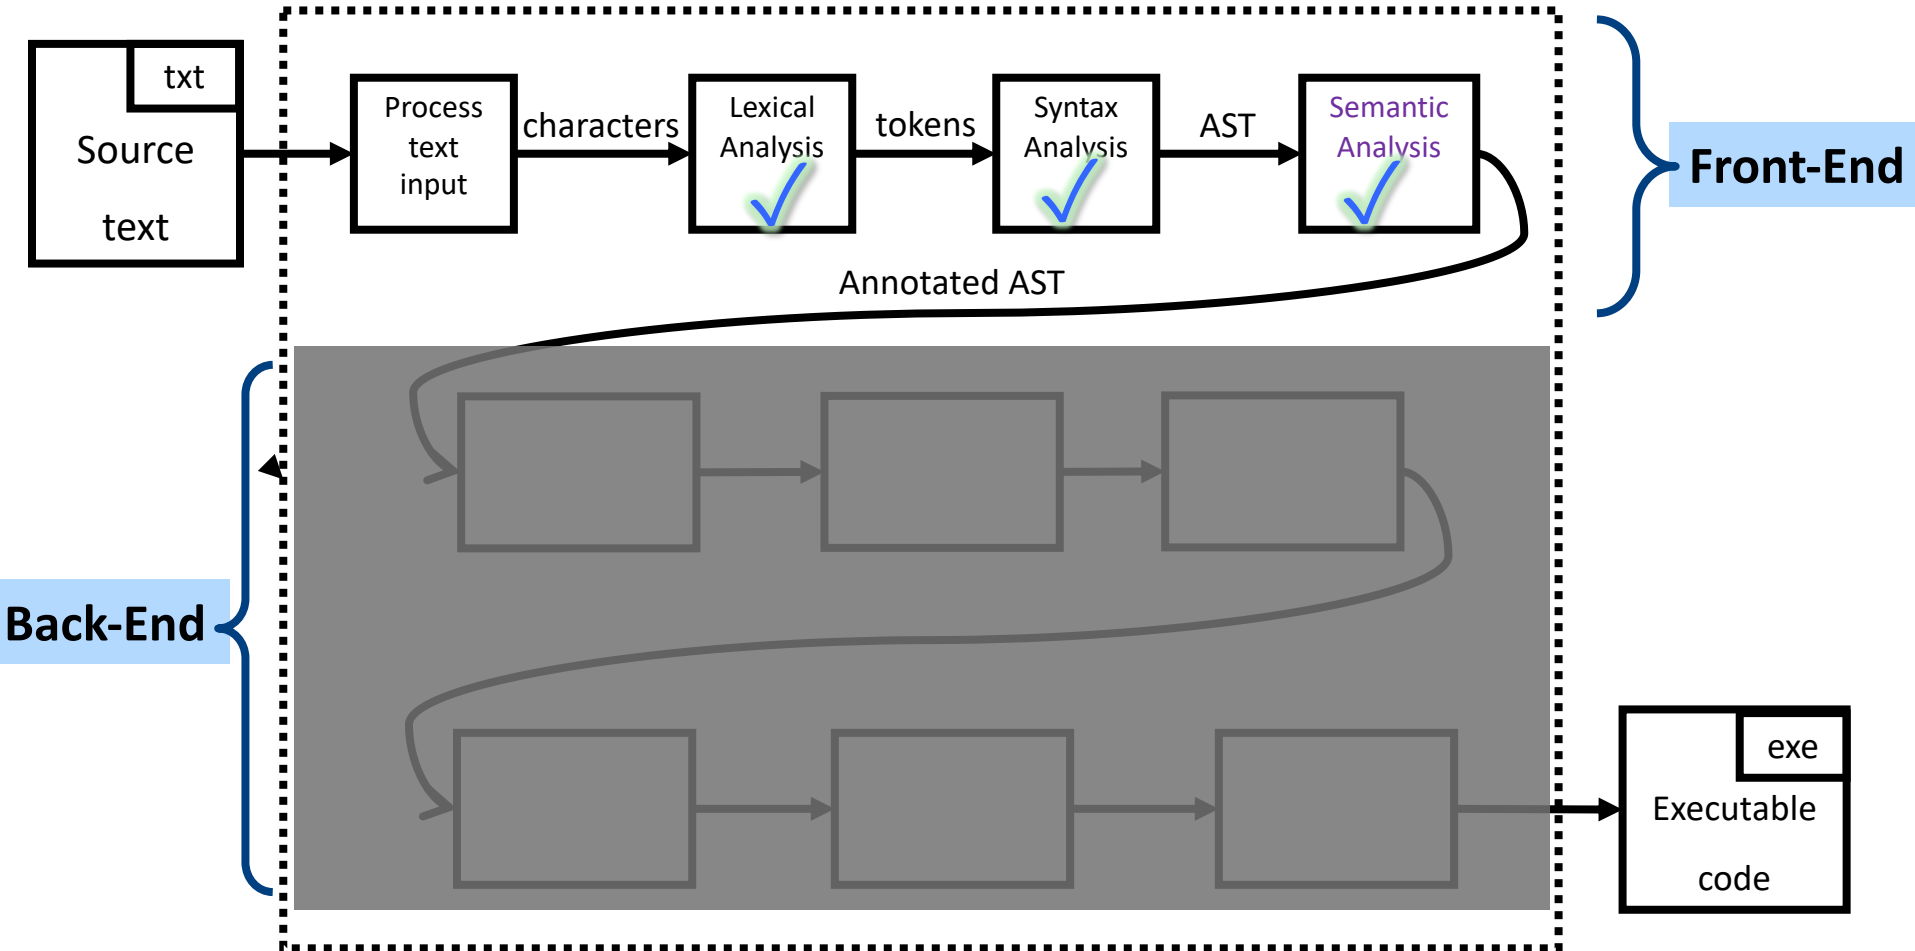 txt
Source
text
Process
text
input
characters
Lexical
Analysis
tokens
Syntax
Analysis
AST
Semantic
Analysis
Front-End
Annotated AST
Back-End
exe
Executable
code